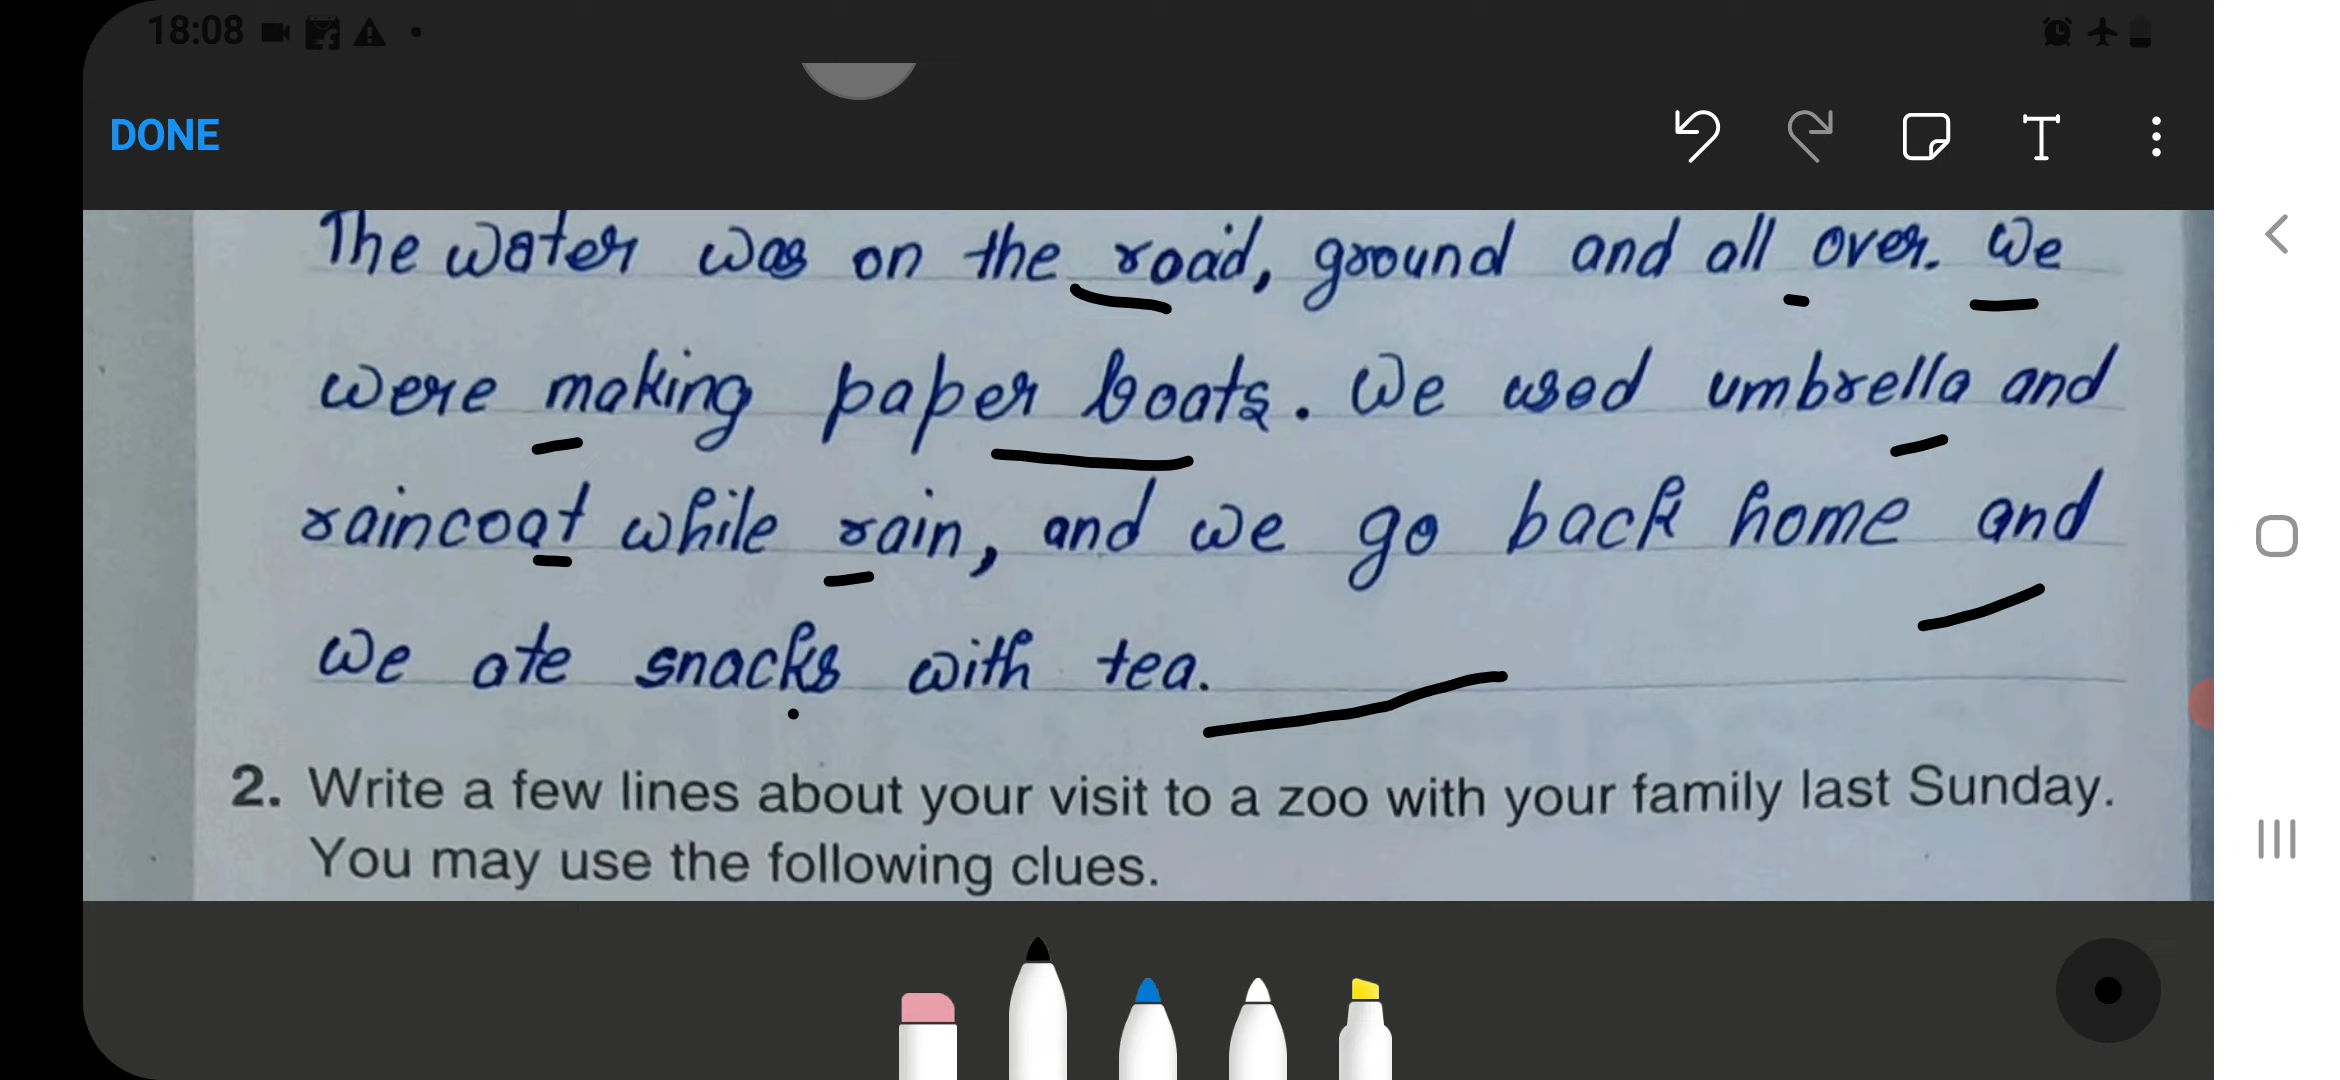 18:08
DONE
T
The water was on the road, ground and all over. We
were making paper boats. We used umbrella and
raincoat while rain, and we go back home and
we ate snacks with tea.
2. Write a few lines about your visit to a zoo with your family last Sunday.
You may use the following clues.